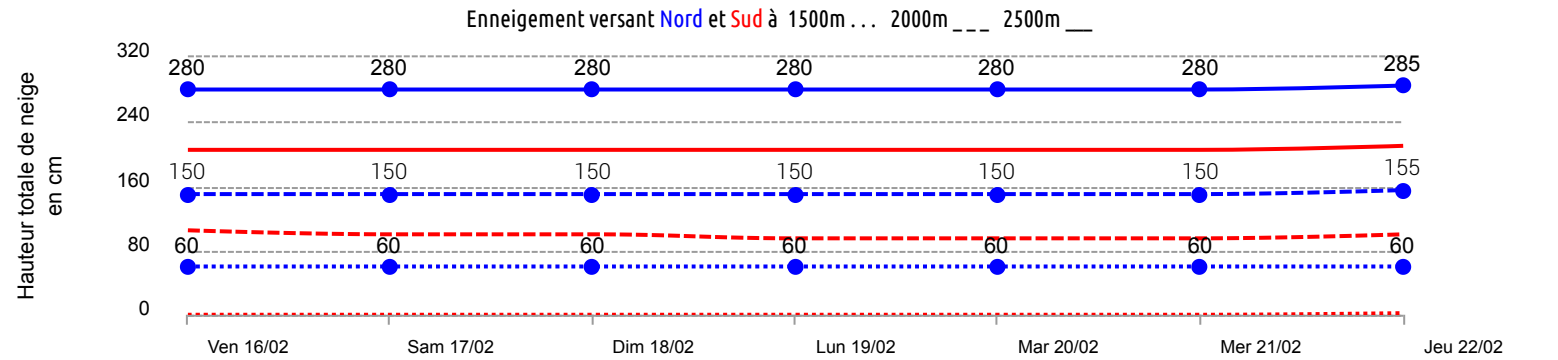 Enneigement versant Nord et Sud à 1500m . . . 2000m _ _ _ 2500m ___
Hauteur totale de neige
en cm
320
280 280 280 280 280 280 285
240
150 150 150 150 150 150 155
160
80
60 60 60 60 60 60 60
0
Ven 16/02 Sam 17/02 Dim 18/02 Lun 19/02 Mar 20/02 Mer 21/02 Jeu 22/02